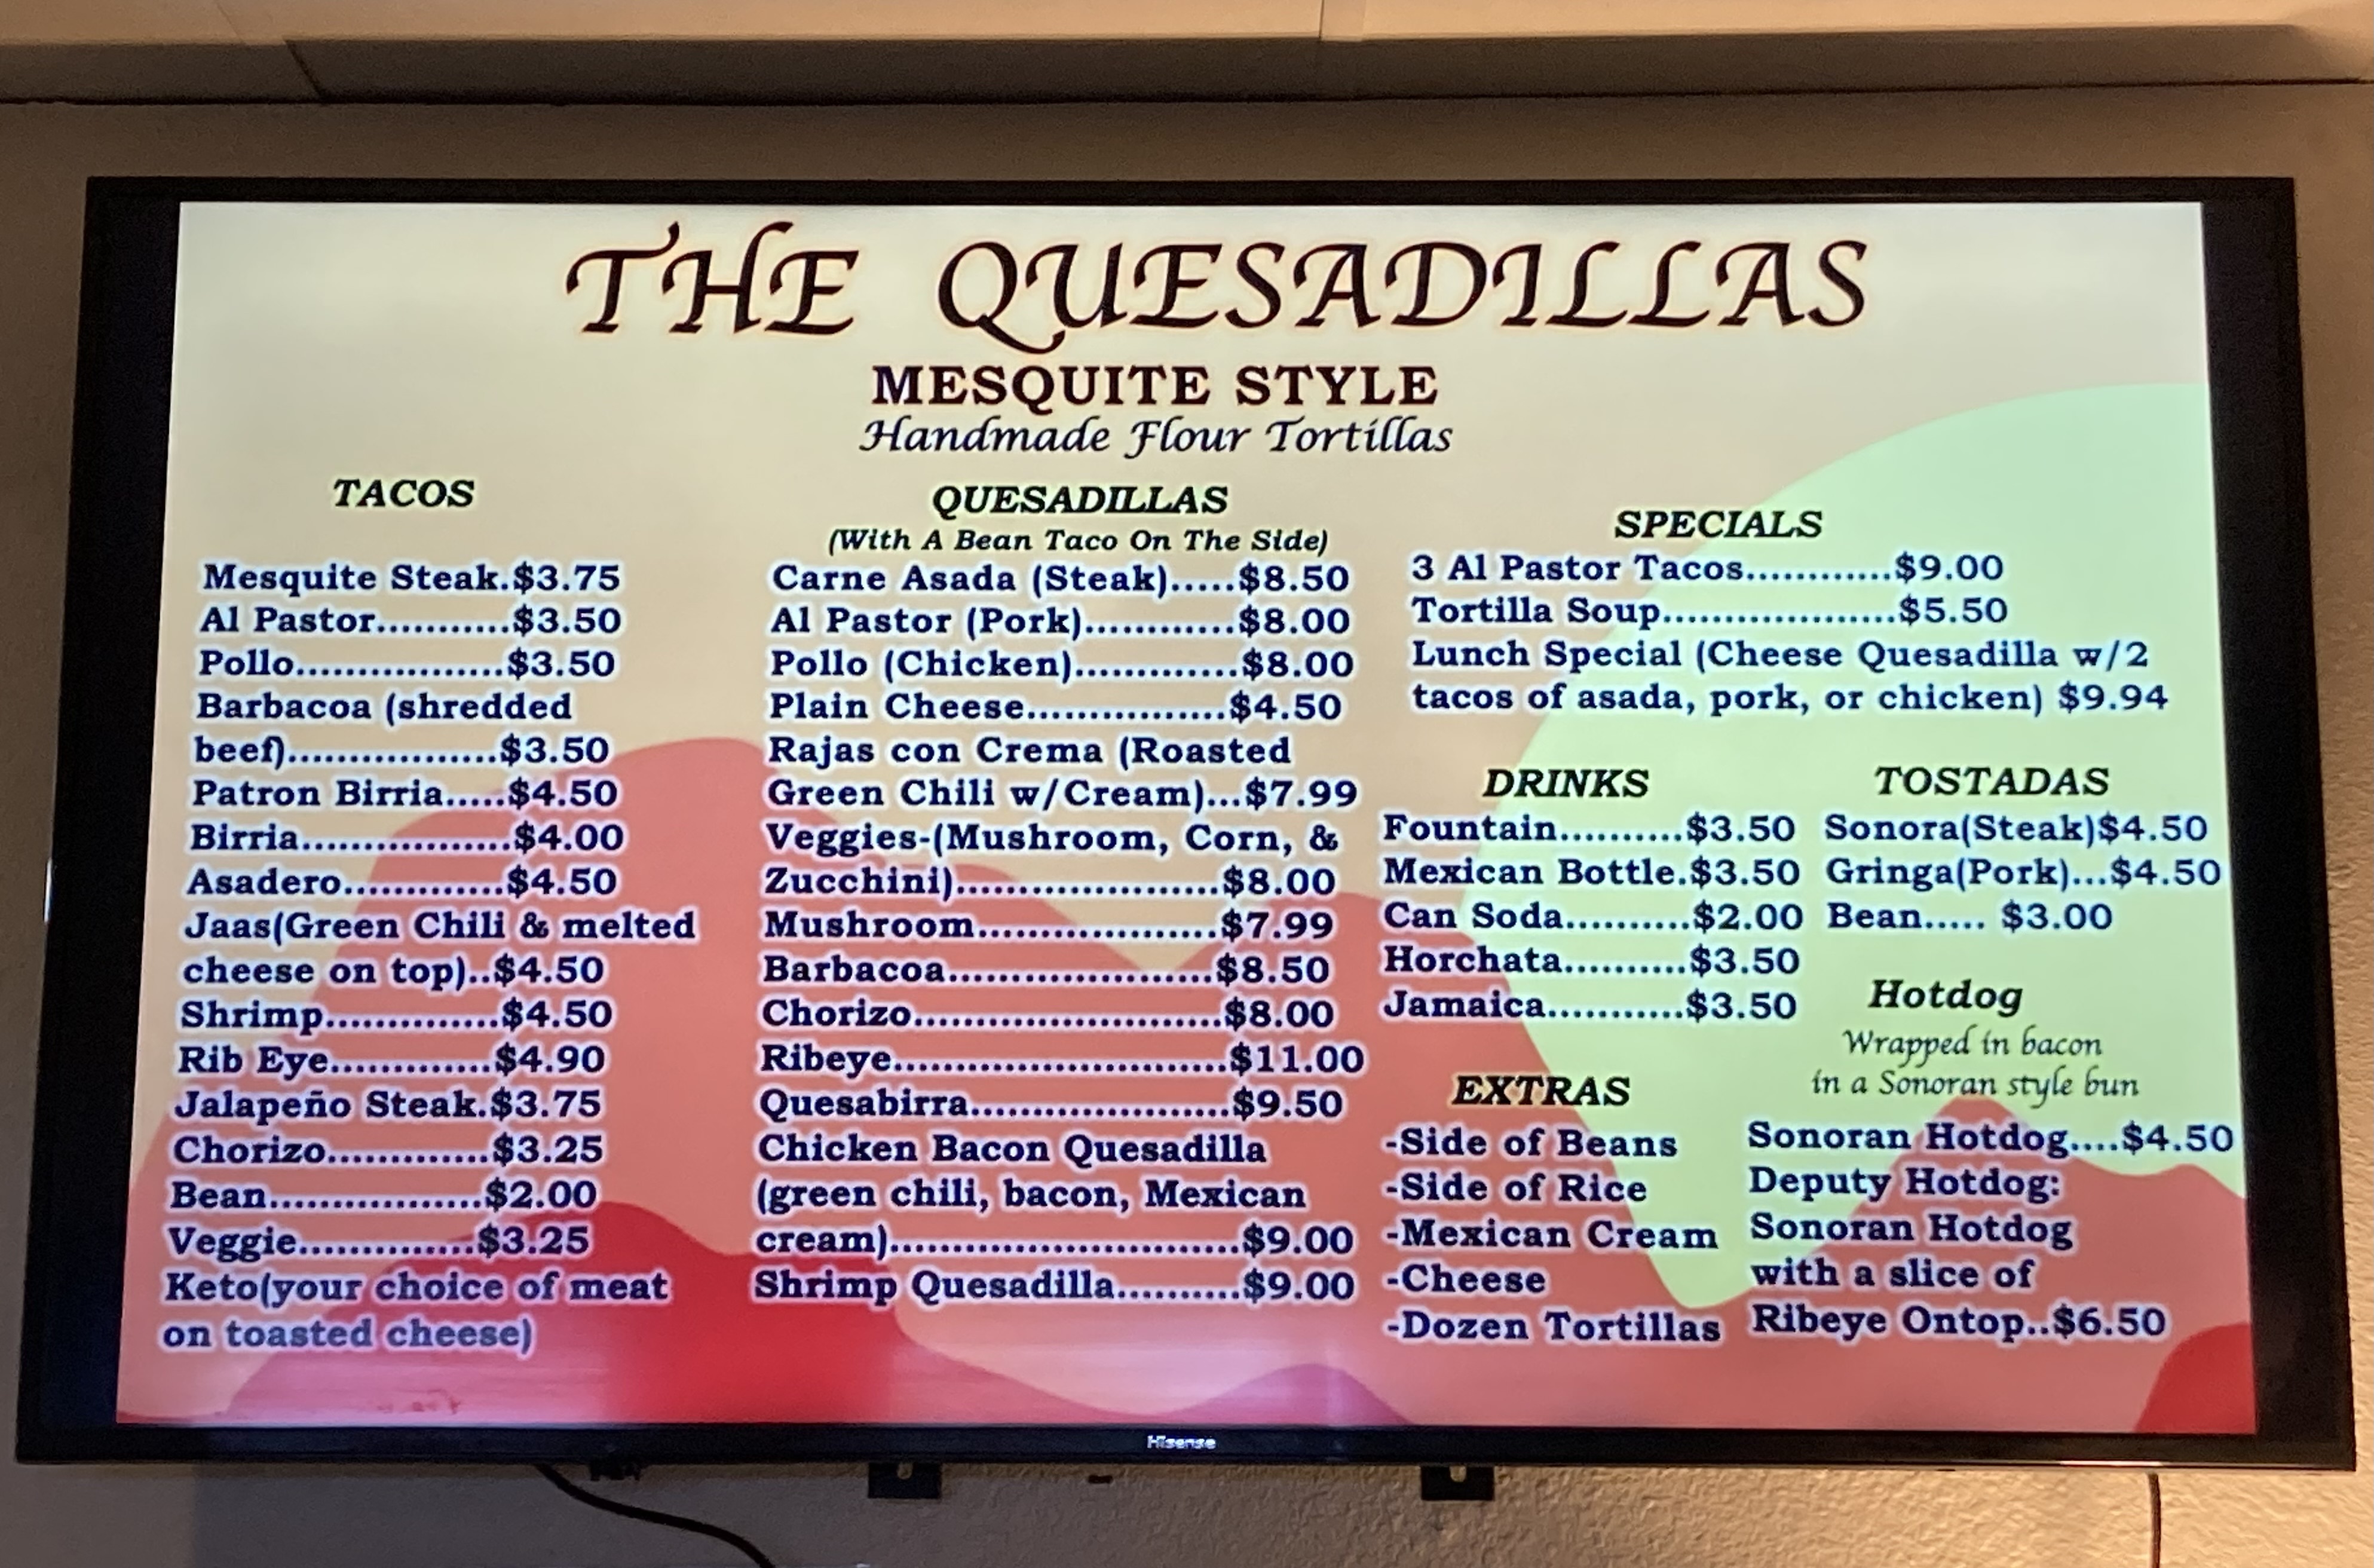 THE QUESADILLAS
MESQUITE STYLE
Handmade Flour Tortillas
TACOS
Mesquite Steak.$3.75
Al Pastor...........$3.50
Pollo.................$3.50
Barbacoa (shredded
beef).................$3.50
Patron Birria.....$4.50
Birria.................$4.00
Asadero.............$4.50
Jaas(Green Chili & melted
cheese on top)..$4.50
Shrimp..............$4.50
Rib Eye.............$4.90
Jalapeño Steak.$3.75
Chorizo.............$3.25
Bean.................$2.00
Veggie..............$3.25
Keto(your choice of meat
on toasted cheese)
QUESADILLAS
(With A Bean Taco On The Side)
Carne Asada (Steak).....$8.50
Al Pastor (Pork)............$8.00
Pollo (Chicken).............$8.00
Plain Cheese................$4.50
Rajas con Crema (Roasted
Green Chili w/Cream)...$7.99
Veggies-(Mushroom, Corn, &
Zucchini).....................$8.00
Mushroom...................$7.99
Barbacoa.....................$8.50
Chorizo.........................$8.00
Ribeye...........................$11.00
Quesabirra.....................$9.50
Chicken Bacon Quesadilla
(green chili, bacon, Mexican
cream)............................$9.00
Shrimp Quesadilla..........$9.00
SPECIALS
3 Al Pastor Tacos............$9.00
Tortilla Soup...................$5.50
Lunch Special (Cheese Quesadilla w/2
tacos of asada, pork, or chicken) $9.94
DRINKS
Fountain..........$3.50
Mexican Bottle.$3.50
Can Soda..........$2.00
Horchata..........$3.50
Jamaica...........$3.50
TOSTADAS
Sonora(Steak)$4.50
Gringa(Pork)...$4.50
Bean..... $3.00
EXTRAS
-Side of Beans
-Side of Rice
-Mexican Cream
-Cheese
-Dozen Tortillas
Hotdog
Wrapped in bacon
in a Sonoran style bun
Sonoran Hotdog....$4.50
Deputy Hotdog:
Sonoran Hotdog
with a slice of
Ribeye Ontop..$6.50
Hisense